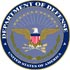 DEPARTMENT OF DEFENSE
UNITED STATES OF AMERICA